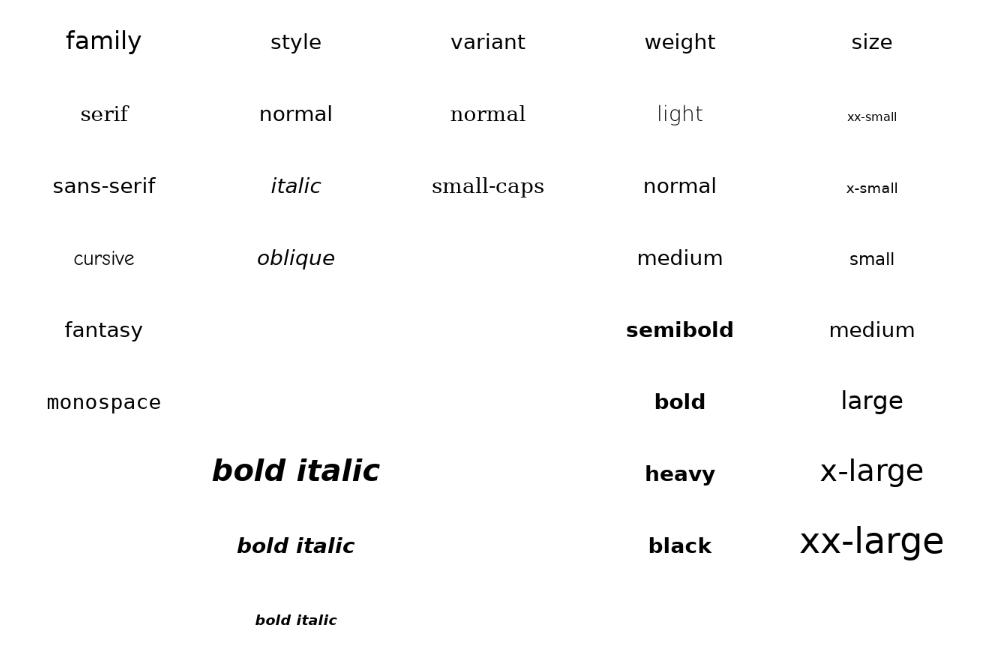 family style variant weight size
serif normal normal light xx-small
sans-serif italic small-caps normal x-small
cursive oblique medium small
fantasy semibold medium
monospace bold large
bold italic heavy x-large
bold italic black xx-large
bold italic